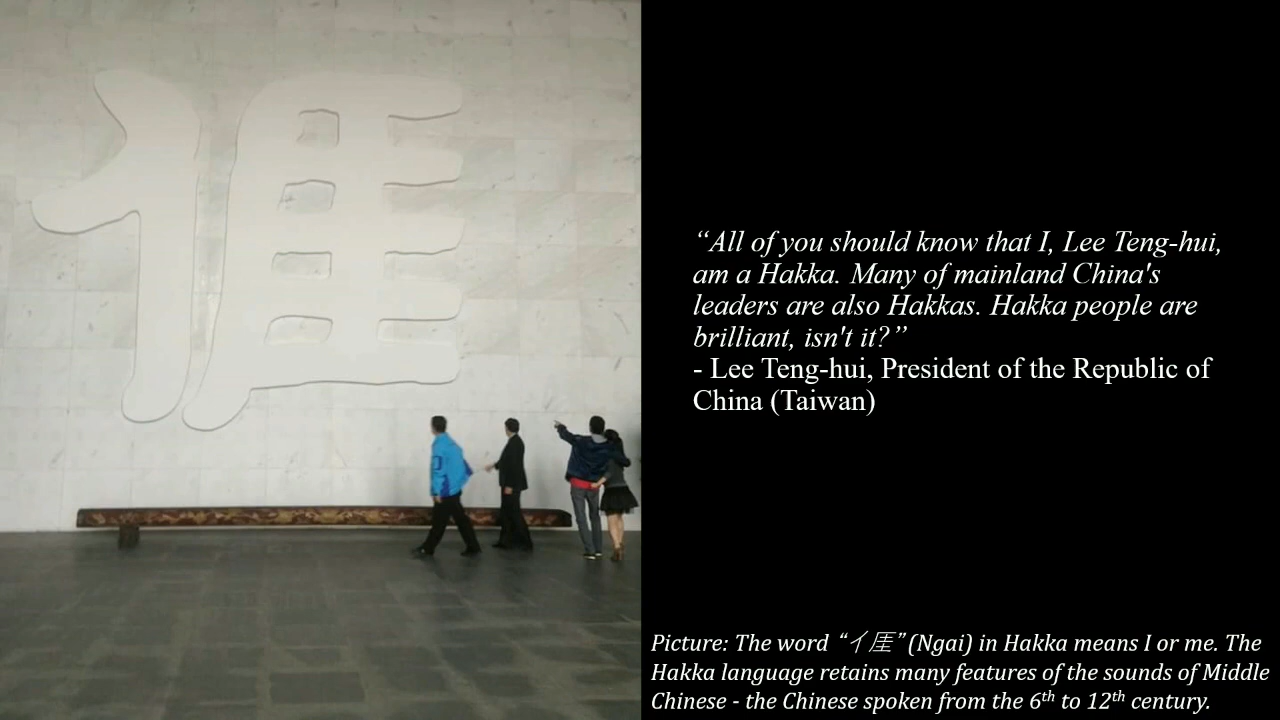 𠊎
“All of you should know that I, Lee Teng-hui,
am a Hakka. Many of mainland China's
leaders are also Hakkas. Hakka people are
brilliant, isn't it?”
- Lee Teng-hui, President of the Republic of
China (Taiwan)
Picture: The word “亻厓” (Ngai) in Hakka means I or me. The
Hakka language retains many features of the sounds of Middle
Chinese - the Chinese spoken from the 6th to 12th century.